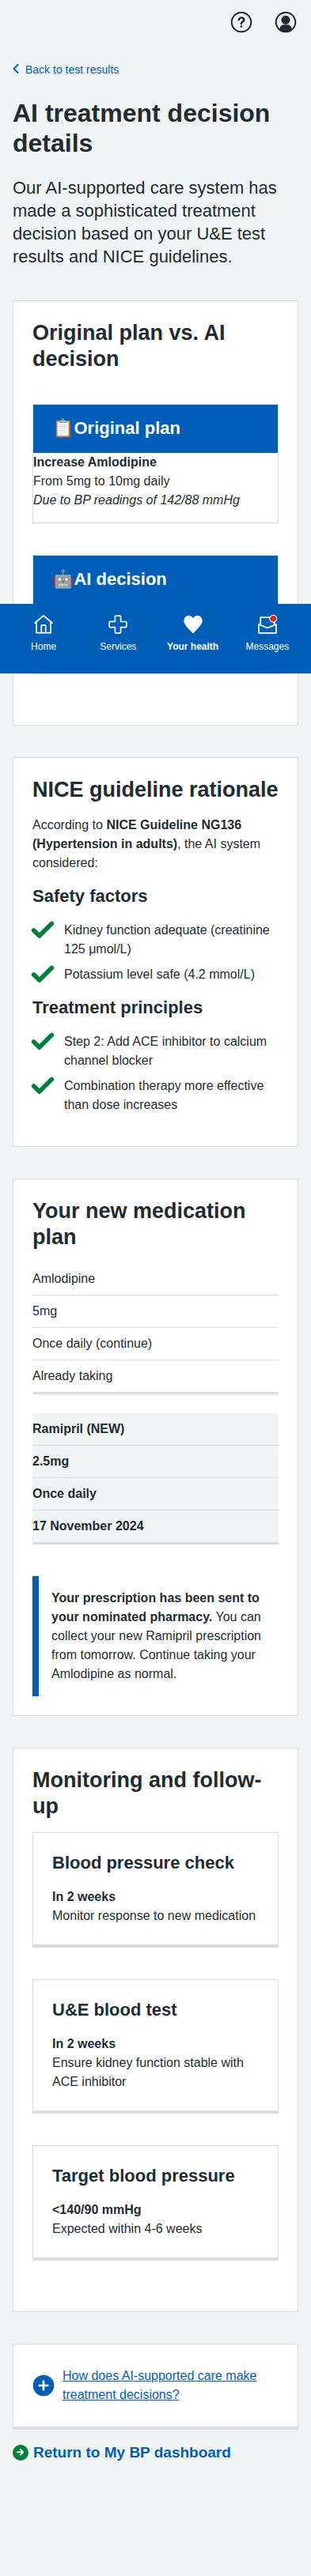 Back to test results
AI treatment decision
details
Our AI-supported care system has
made a sophisticated treatment
decision based on your U&E test
results and NICE guidelines.
Original plan vs. AI
decision
📋Original plan
Increase Amlodipine
From 5mg to 10mg daily
Due to BP readings of 142/88 mmHg
🤖AI decision
Home Services Your health Messages
NICE guideline rationale
According to NICE Guideline NG136
(Hypertension in adults), the AI system
considered:
Safety factors
Kidney function adequate (creatinine
125 μmol/L)
Potassium level safe (4.2 mmol/L)
Treatment principles
Step 2: Add ACE inhibitor to calcium
channel blocker
Combination therapy more effective
than dose increases
Your new medication
plan
Amlodipine
5mg
Once daily (continue)
Already taking
Ramipril (NEW)
2.5mg
Once daily
17 November 2024
Your prescription has been sent to
your nominated pharmacy. You can
collect your new Ramipril prescription
from tomorrow. Continue taking your
Amlodipine as normal.
Monitoring and follow-
up
Blood pressure check
In 2 weeks
Monitor response to new medication
U&E blood test
In 2 weeks
Ensure kidney function stable with
ACE inhibitor
Target blood pressure
<140/90 mmHg
Expected within 4-6 weeks
How does AI-supported care make
treatment decisions?
Return to My BP dashboard